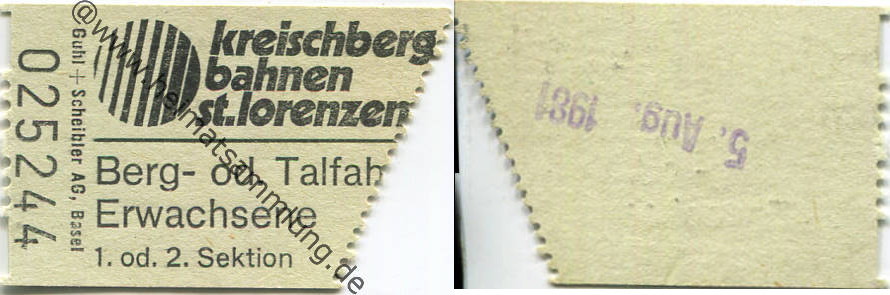 kreischberg
bahnen
st.lorenzen
Berg- od. Talfah
Erwachsene
1. od. 2. Sektion
Guhl + Scheibler AG, Basel
025244
5. Aug. 1981
@www.heimatsammlung.de